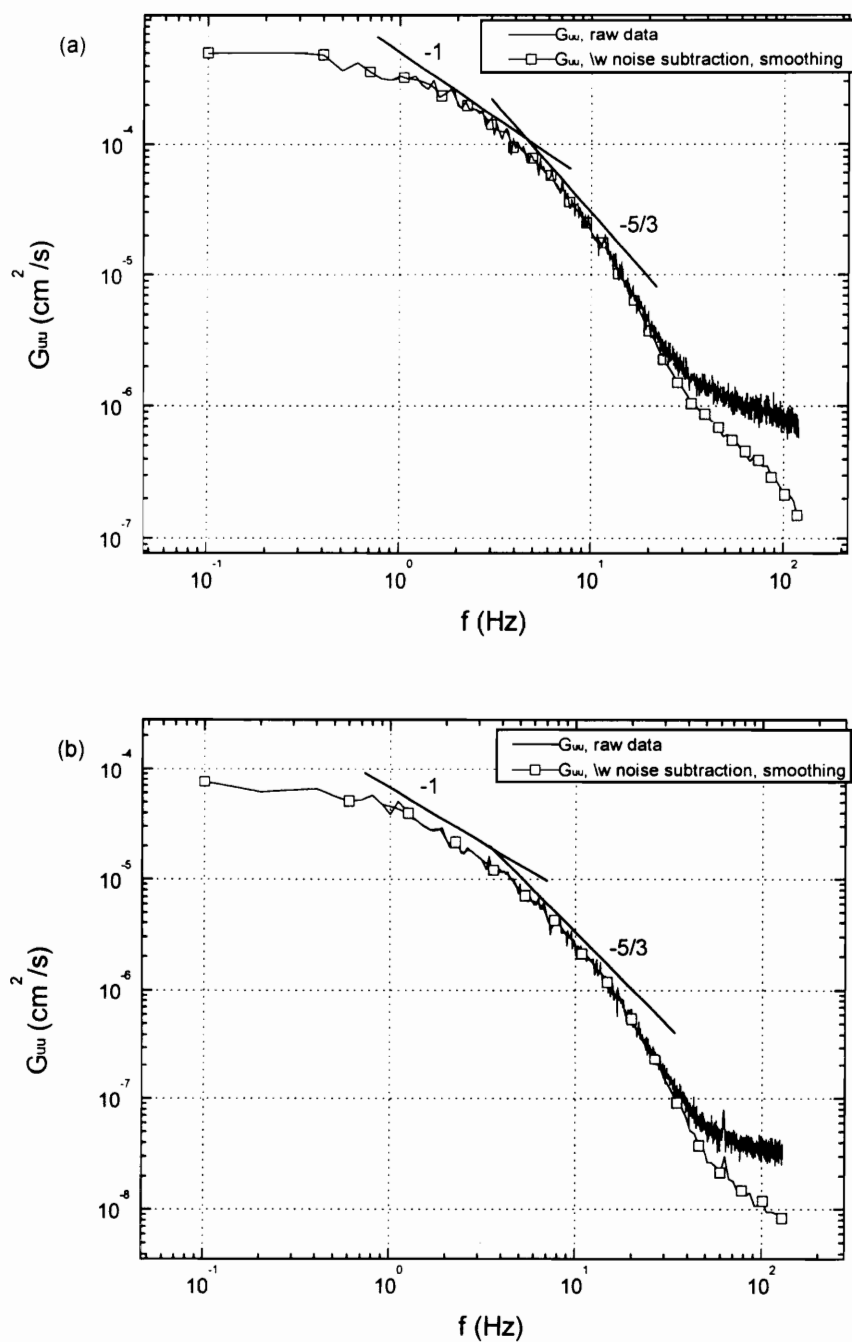 (a)
-1
Guu, raw data
Guu, \w noise subtraction, smoothing
-5/3
10⁻⁴
10⁻⁵
10⁻⁶
10⁻⁷
Guu (cm²/s)
10⁻¹ 10⁰ 10¹ 10²
f (Hz)
(b)
-1
Guu, raw data
Guu, \w noise subtraction, smoothing
-5/3
10⁻⁴
10⁻⁵
10⁻⁶
10⁻⁷
10⁻⁸
Guu (cm²/s)
10⁻¹ 10⁰ 10¹ 10²
f (Hz)